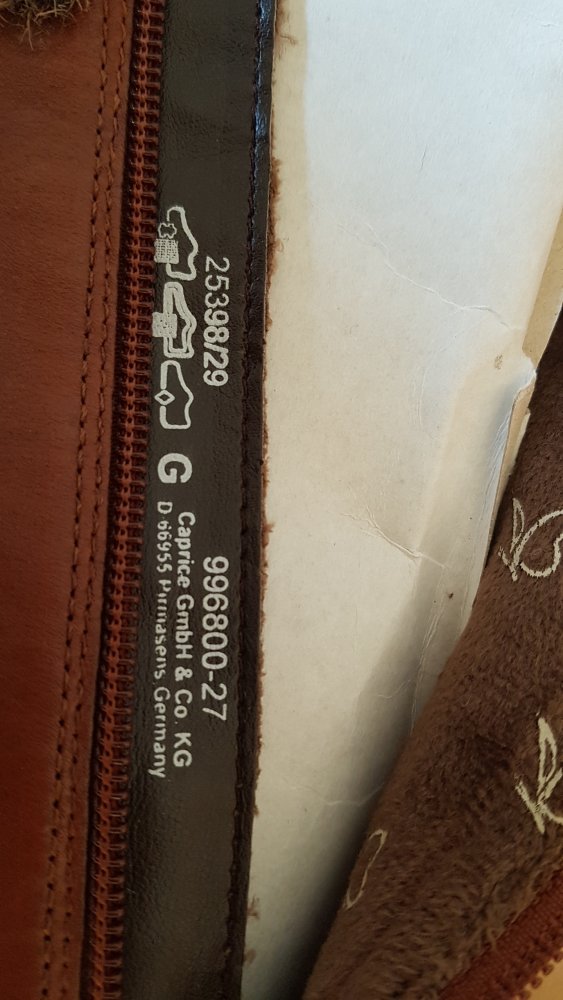 25398/29
996800-27
G
Caprice GmbH & Co. KG
D-66955 Pirmasens, Germany